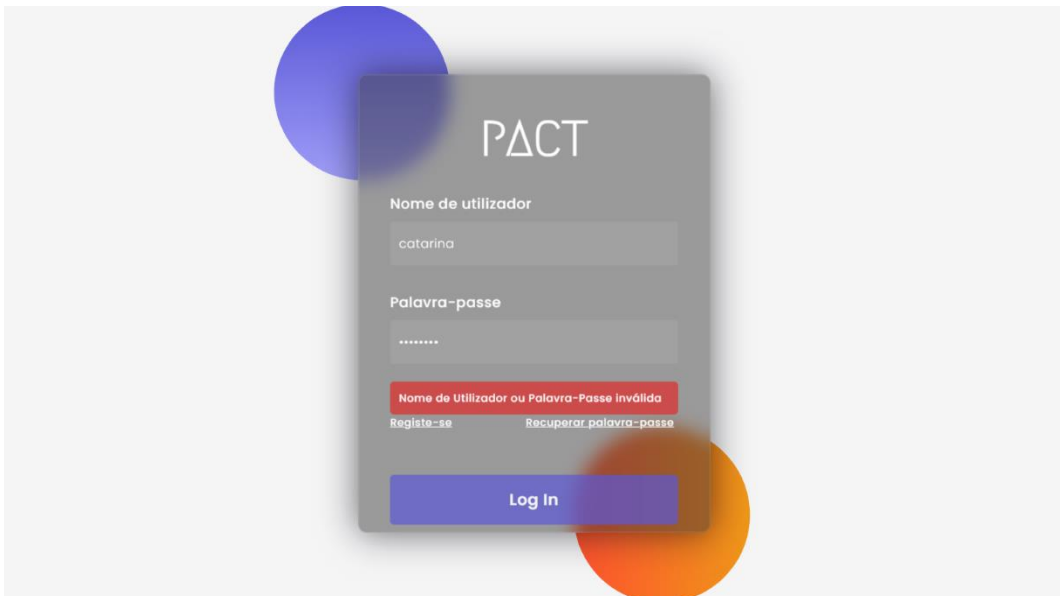 PACT
Nome de utilizador
catarina
Palavra-passe
••••••••
Nome de Utilizador ou Palavra-Passe inválida
Registe-se Recuperar palavra-passe
Log In